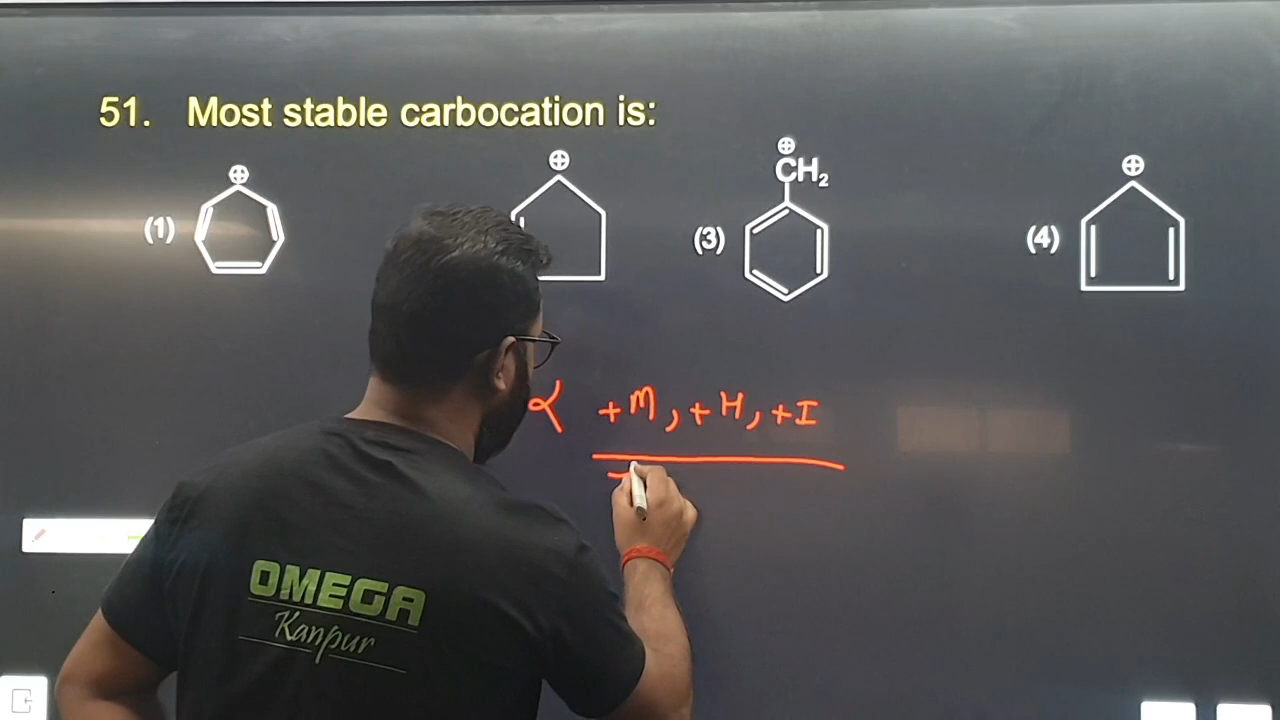 51. Most stable carbocation is:
(1) ⊕
⊕
(3) ⊕CH₂
(4) ⊕
∝ +M, +H, +I
OMEGA
Kanpur